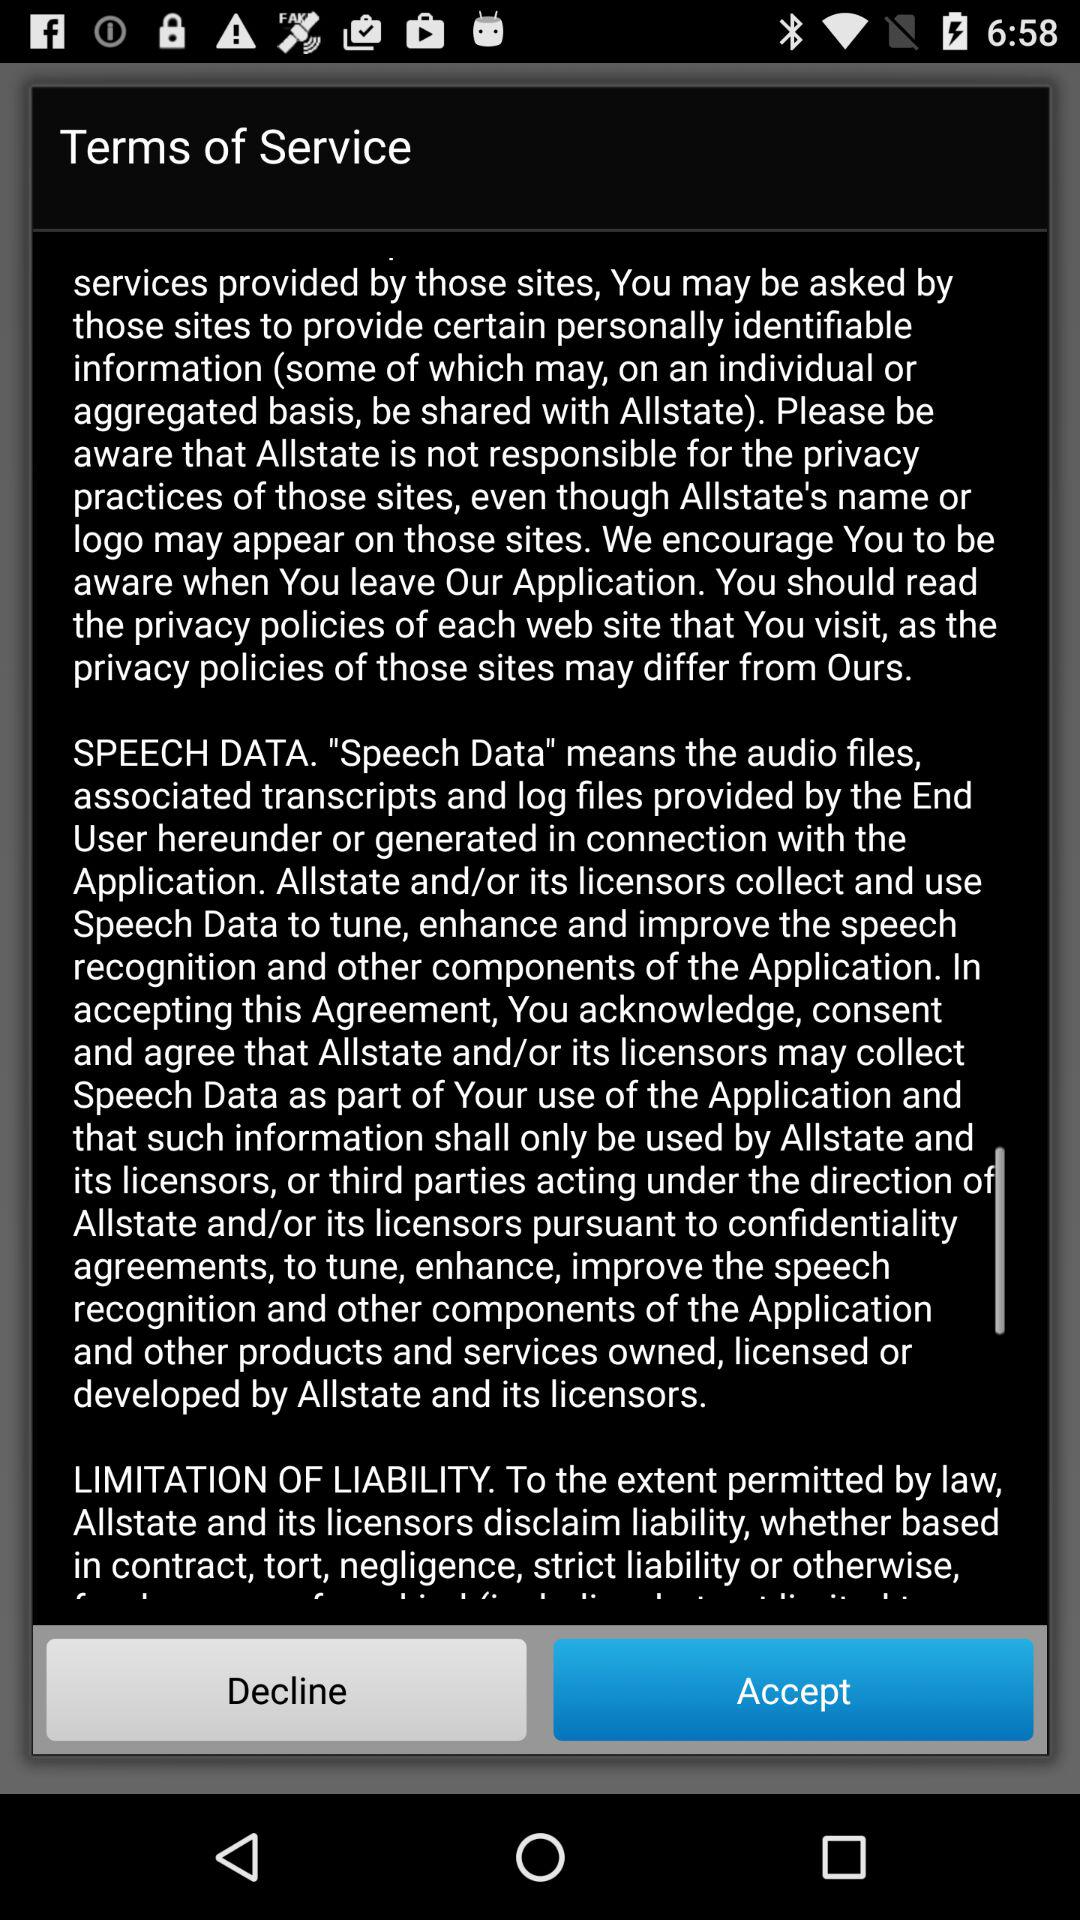 FAKE
6:58
Terms of Service
services provided by those sites, You may be asked by
those sites to provide certain personally identifiable
information (some of which may, on an individual or
aggregated basis, be shared with Allstate). Please be
aware that Allstate is not responsible for the privacy
practices of those sites, even though Allstate's name or
logo may appear on those sites. We encourage You to be
aware when You leave Our Application. You should read
the privacy policies of each web site that You visit, as the
privacy policies of those sites may differ from Ours.
SPEECH DATA. "Speech Data" means the audio files,
associated transcripts and log files provided by the End
User hereunder or generated in connection with the
Application. Allstate and/or its licensors collect and use
Speech Data to tune, enhance and improve the speech
recognition and other components of the Application. In
accepting this Agreement, You acknowledge, consent
and agree that Allstate and/or its licensors may collect
Speech Data as part of Your use of the Application and
that such information shall only be used by Allstate and
its licensors, or third parties acting under the direction of
Allstate and/or its licensors pursuant to confidentiality
agreements, to tune, enhance, improve the speech
recognition and other components of the Application
and other products and services owned, licensed or
developed by Allstate and its licensors.
LIMITATION OF LIABILITY. To the extent permitted by law,
Allstate and its licensors disclaim liability, whether based
in contract, tort, negligence, strict liability or otherwise,
Decline
Accept